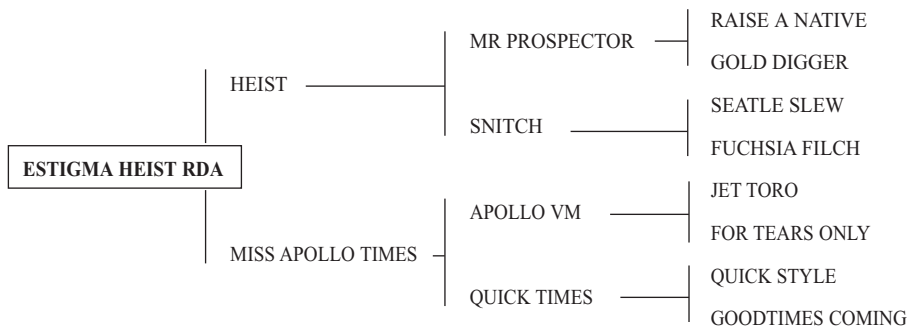 RAISE A NATIVE
MR PROSPECTOR
GOLD DIGGER
HEIST
SEATLE SLEW
SNITCH
FUCHSIA FILCH
ESTIGMA HEIST RDA
JET TORO
APOLLO VM
FOR TEARS ONLY
MISS APOLLO TIMES
QUICK STYLE
QUICK TIMES
GOODTIMES COMING